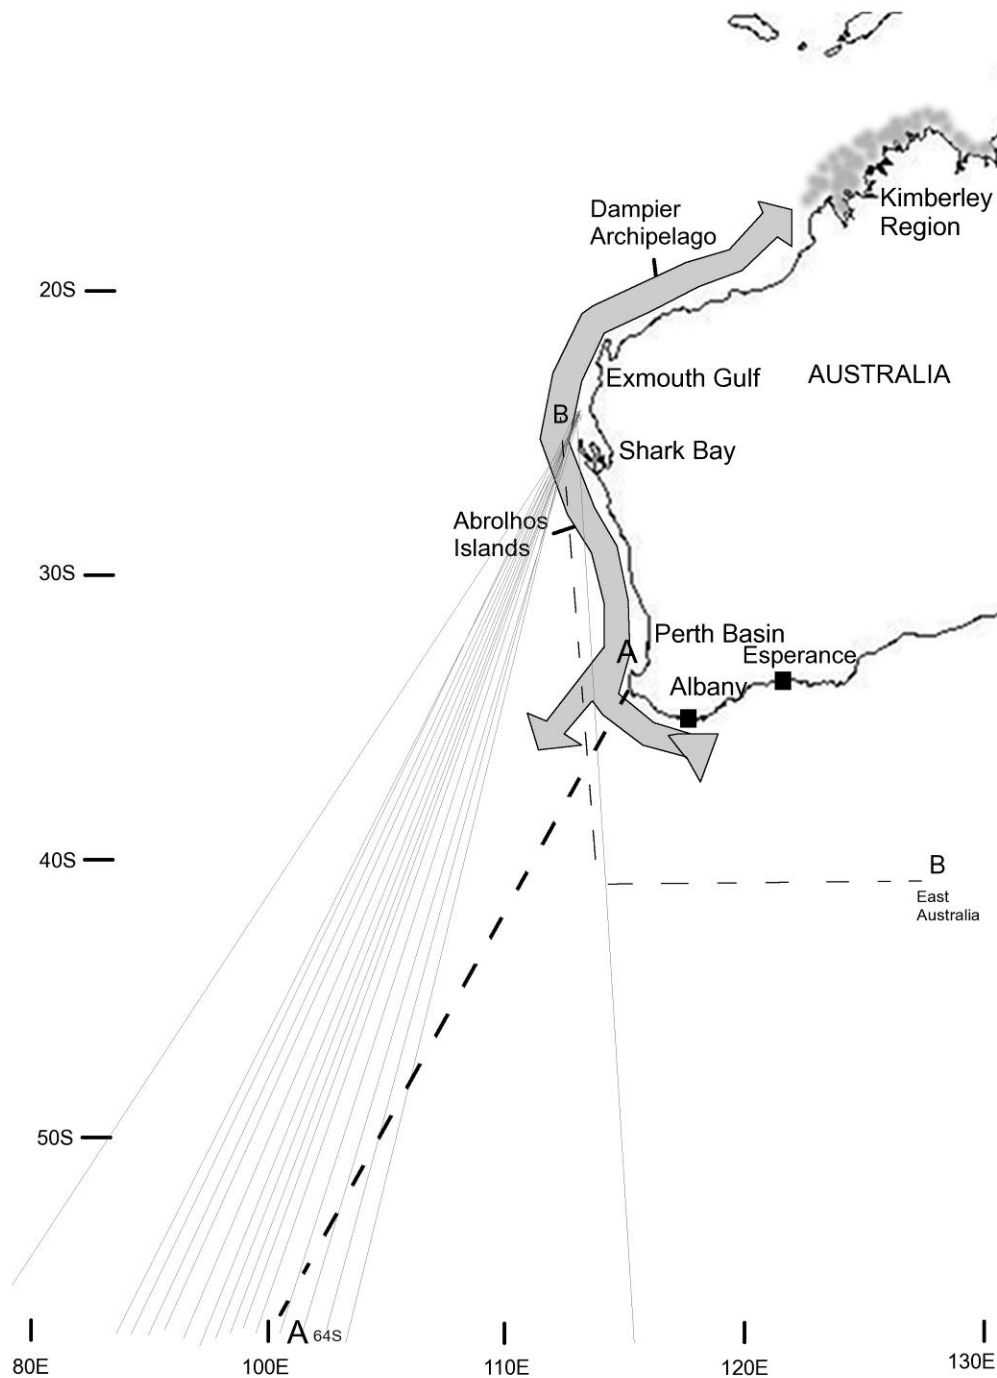 Kimberley
Region
Dampier
Archipelago
20S
Exmouth Gulf
AUSTRALIA
B
Shark Bay
Abrolhos
Islands
30S
Perth Basin
A
Esperance
Albany
40S
B
East
Australia
50S
A 64S
80E
100E
110E
120E
130E